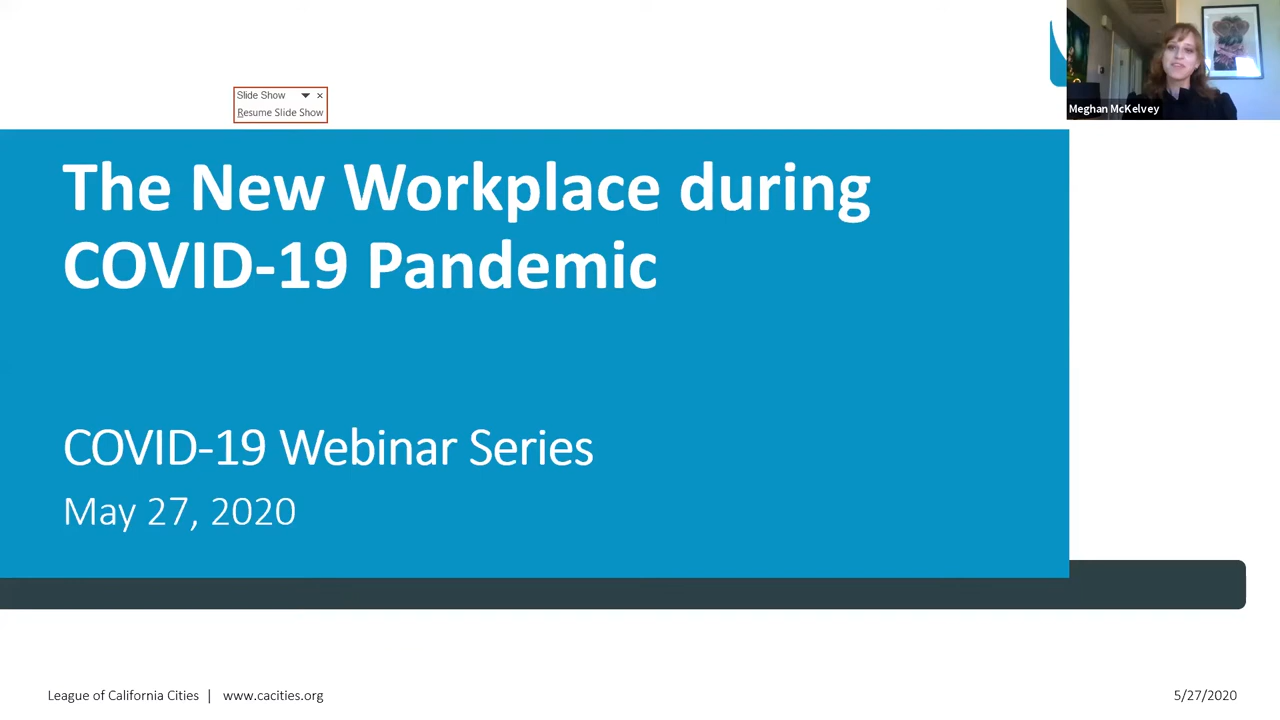 Slide Show
Resume Slide Show
Meghan McKelvey
The New Workplace during
COVID-19 Pandemic
COVID-19 Webinar Series
May 27, 2020
League of California Cities | www.cacities.org
5/27/2020